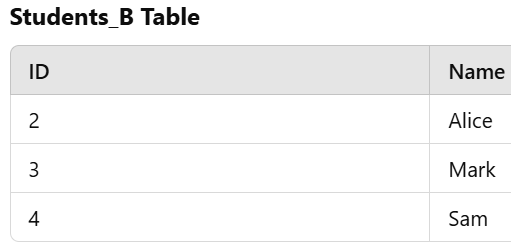 Students_B Table
ID Name
2 Alice
3 Mark
4 Sam